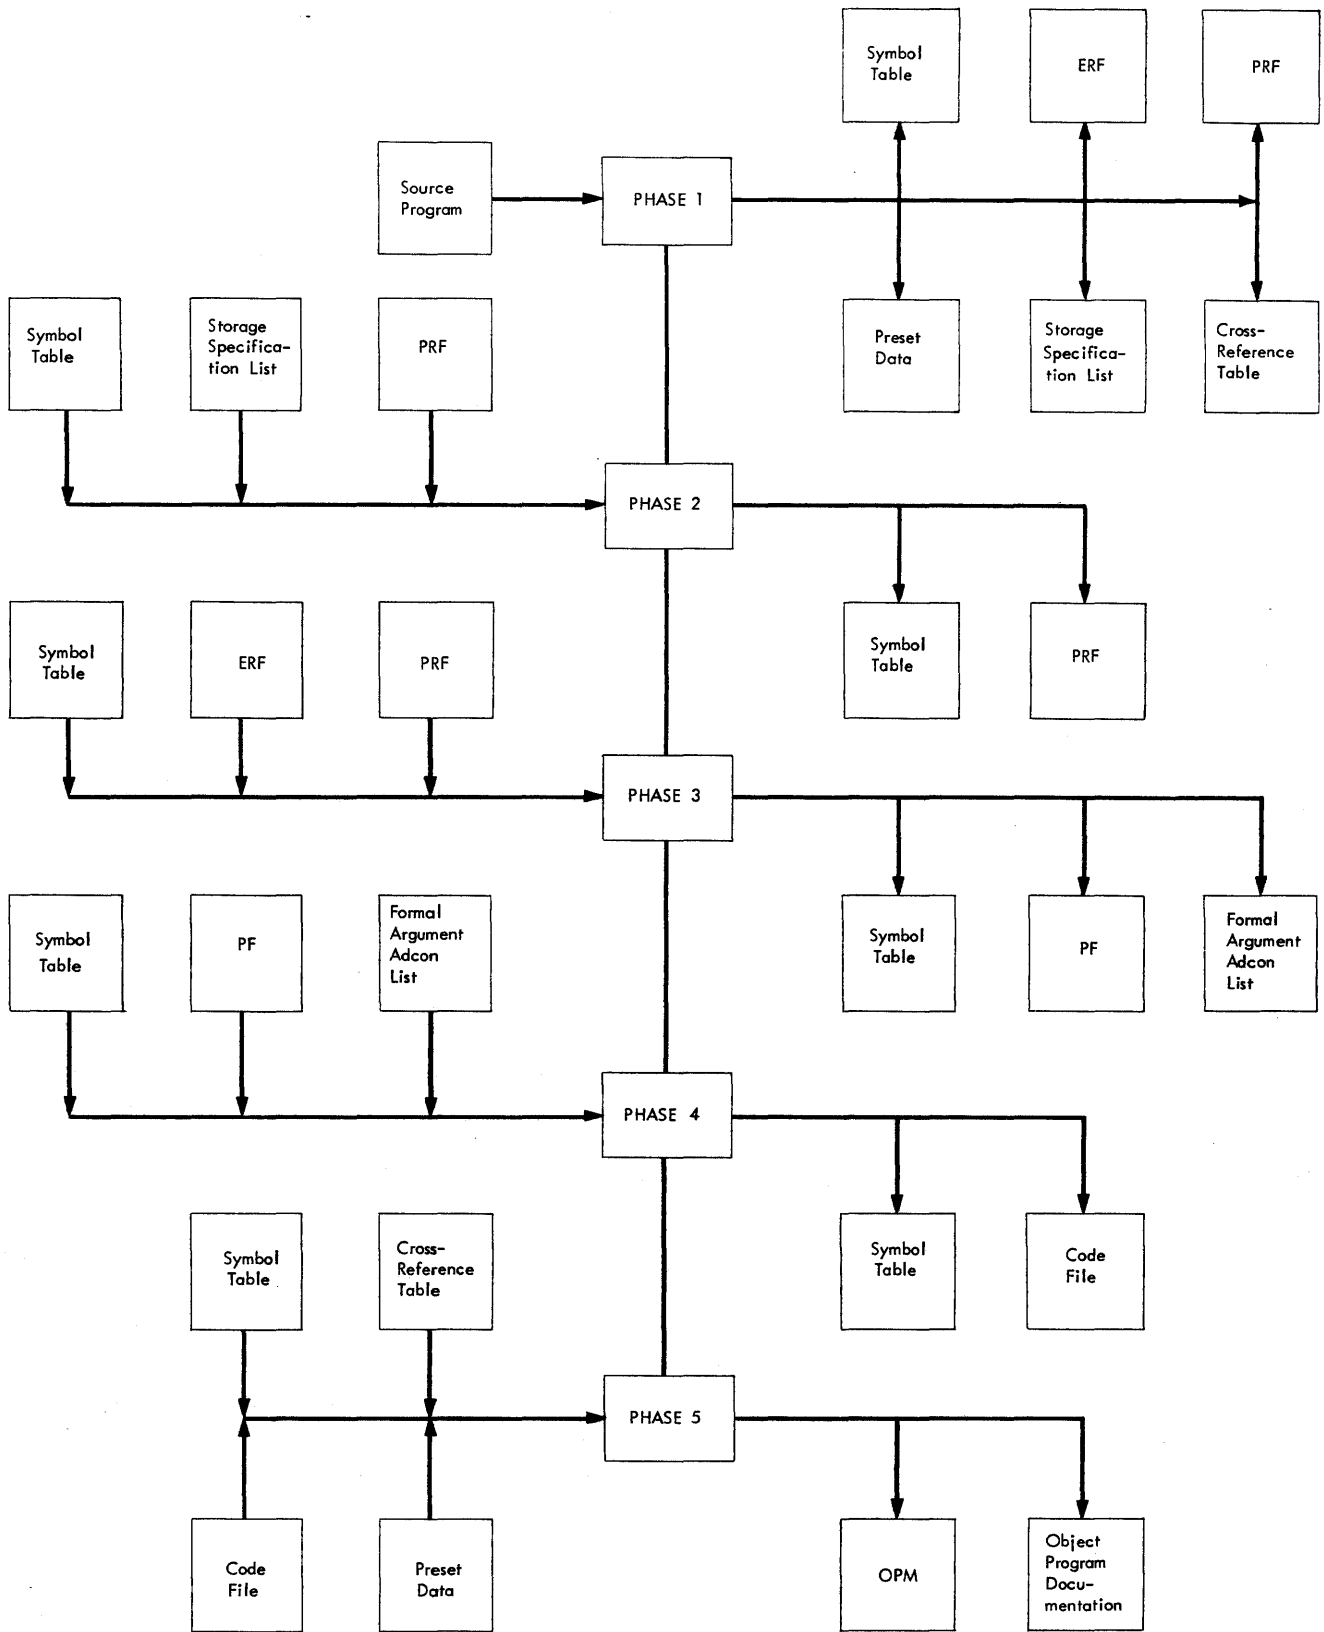 Symbol
Table
ERF
PRF
Source
Program
PHASE 1
Symbol
Table
Storage
Specifica-
tion List
PRF
Preset
Data
Storage
Specifica-
tion List
Cross-
Reference
Table
PHASE 2
Symbol
Table
ERF
PRF
Symbol
Table
PRF
PHASE 3
Symbol
Table
PF
Formal
Argument
Adcon
List
Symbol
Table
PF
Formal
Argument
Adcon
List
PHASE 4
Symbol
Table
Cross-
Reference
Table
Symbol
Table
Code
File
PHASE 5
Code
File
Preset
Data
OPM
Object
Program
Docu-
mentation